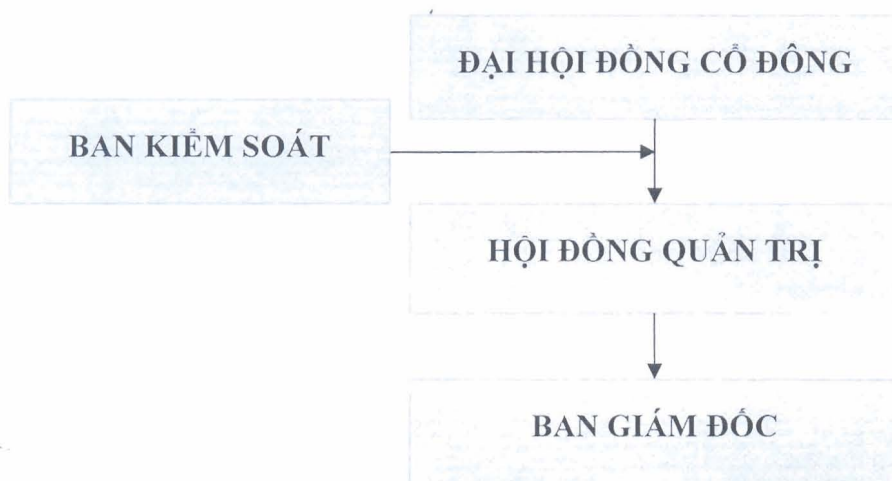 ĐẠI HỘI ĐỒNG CỔ ĐÔNG
BAN KIỂM SOÁT
HỘI ĐỒNG QUẢN TRỊ
BAN GIÁM ĐỐC